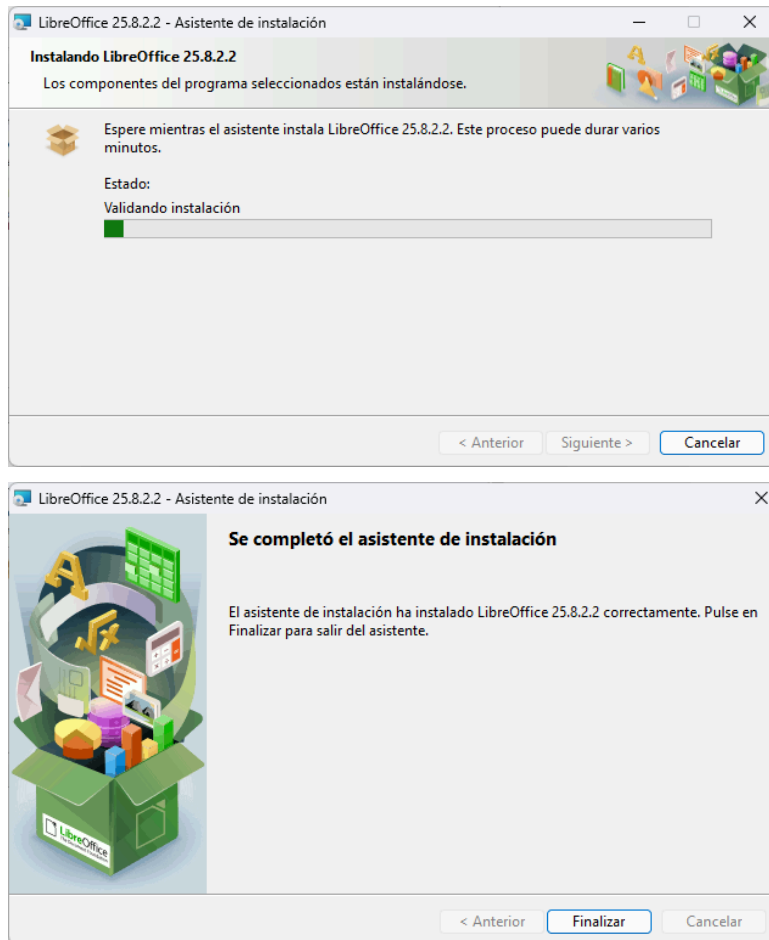 LibreOffice 25.8.2.2 - Asistente de instalación
Instalando LibreOffice 25.8.2.2
Los componentes del programa seleccionados están instalándose.
Espere mientras el asistente instala LibreOffice 25.8.2.2. Este proceso puede durar varios
minutos.
Estado:
Validando instalación
< Anterior
Siguiente >
Cancelar
LibreOffice 25.8.2.2 - Asistente de instalación
Se completó el asistente de instalación
El asistente de instalación ha instalado LibreOffice 25.8.2.2 correctamente. Pulse en
Finalizar para salir del asistente.
LibreOffice
The Document Foundation
< Anterior
Finalizar
Cancelar